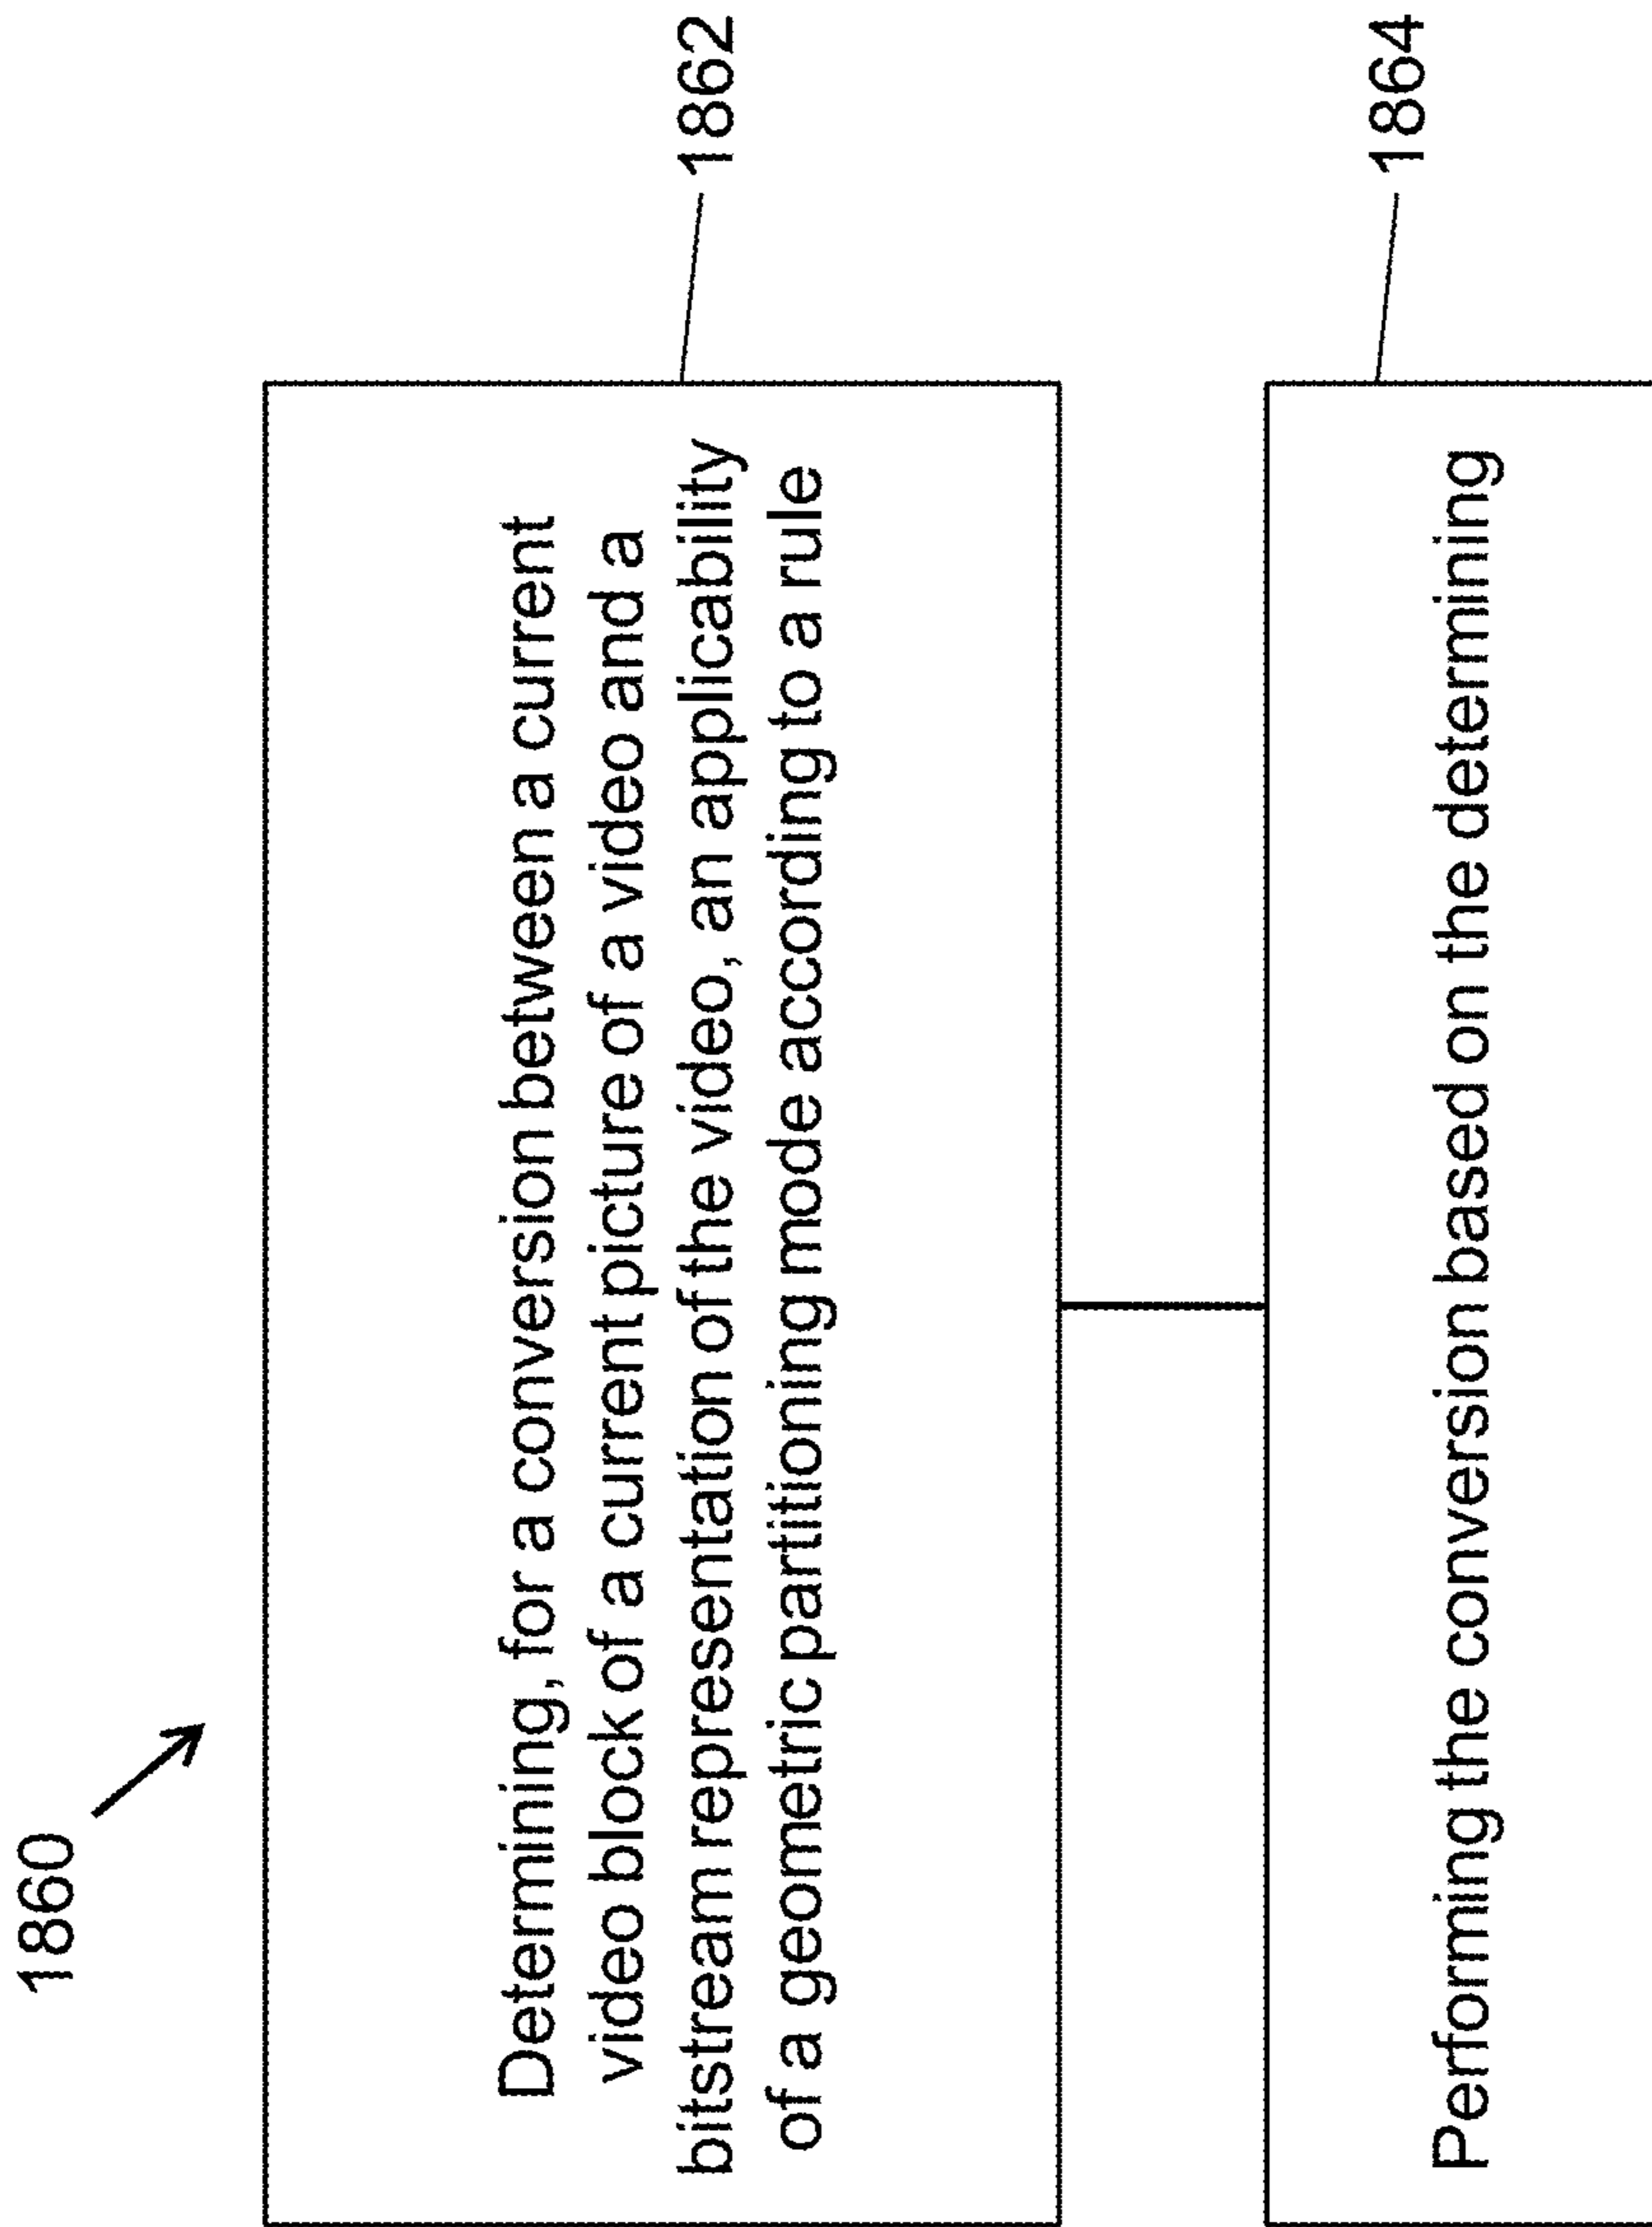 1860
Determining, for a conversion between a current
video block of a current picture of a video and a
bitstream representation of the video, an applicability
of a geometric partitioning mode according to a rule
1862
Performing the conversion based on the determining
1864